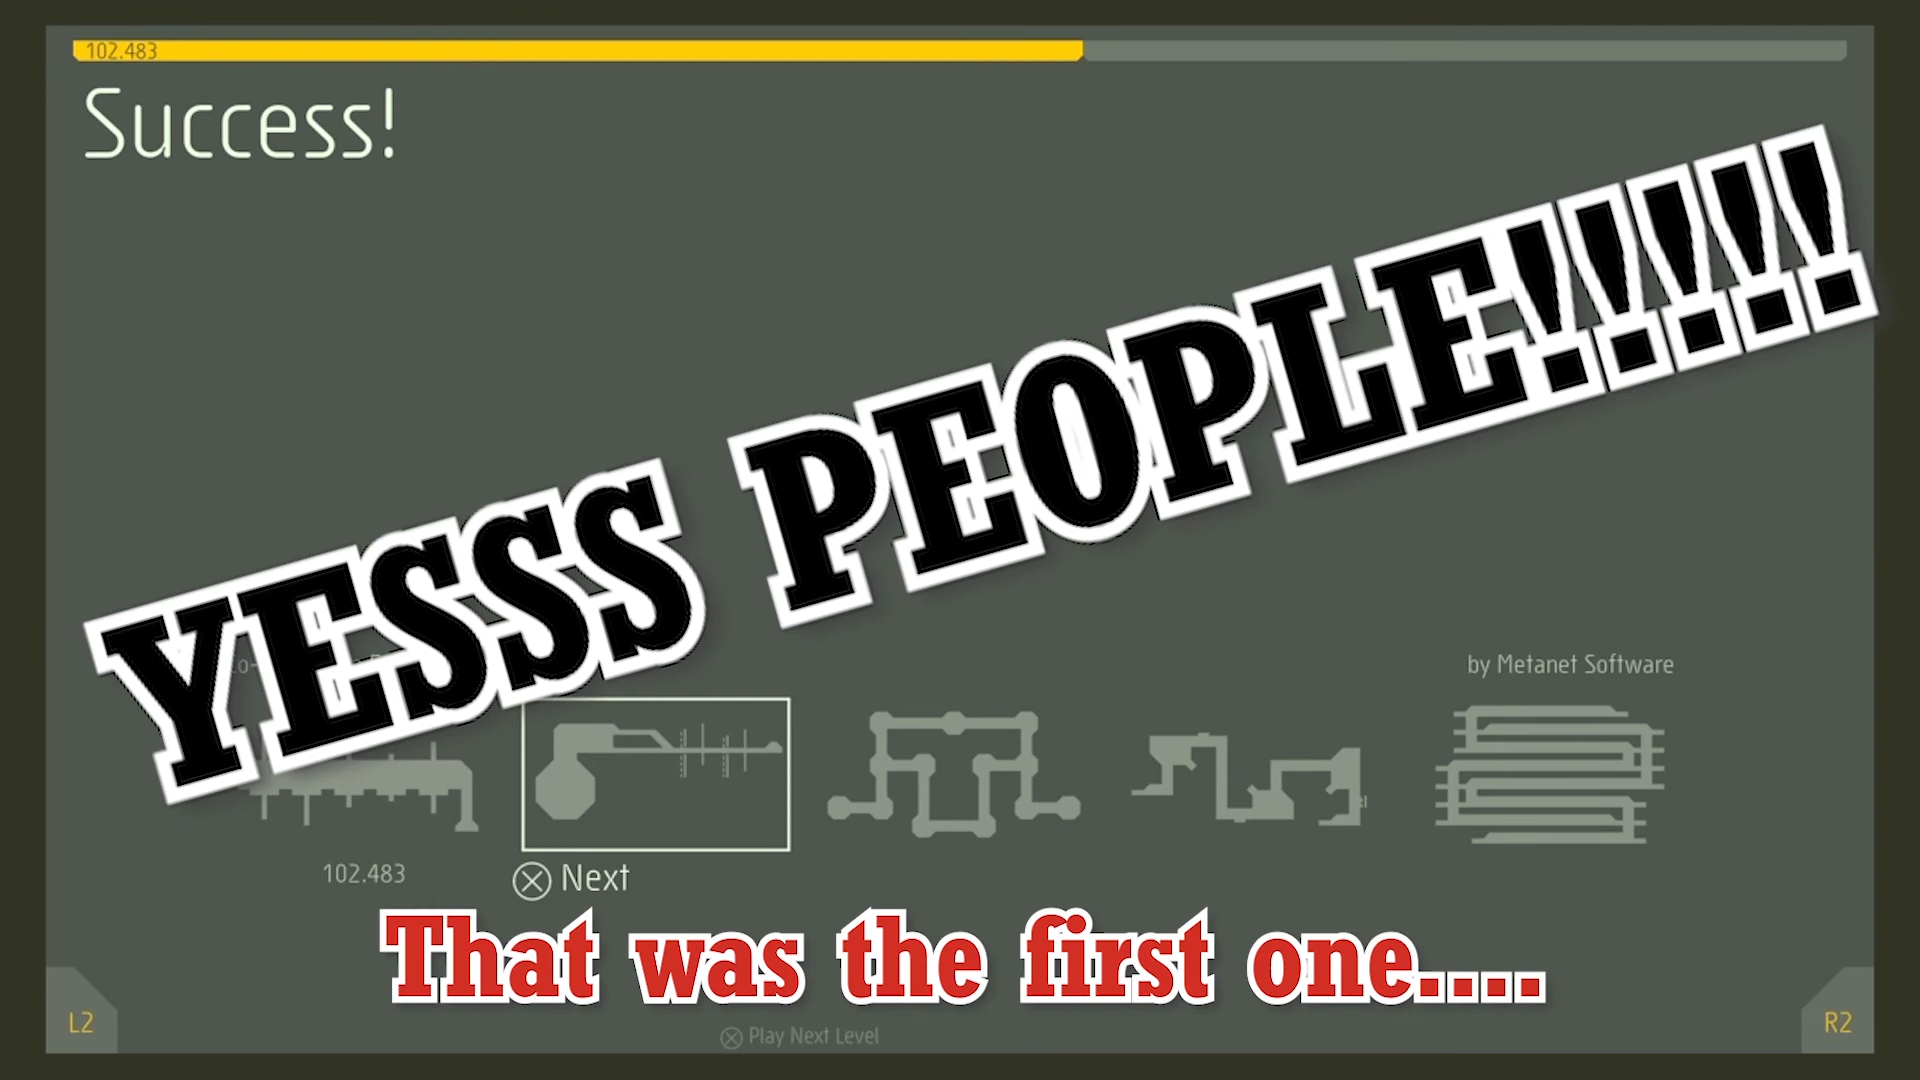 102.483
Success!
YESSS PEOPLE!!!!!
by Metanet Software
102.483
Next
That was the first one....
L2
Play Next Level
R2